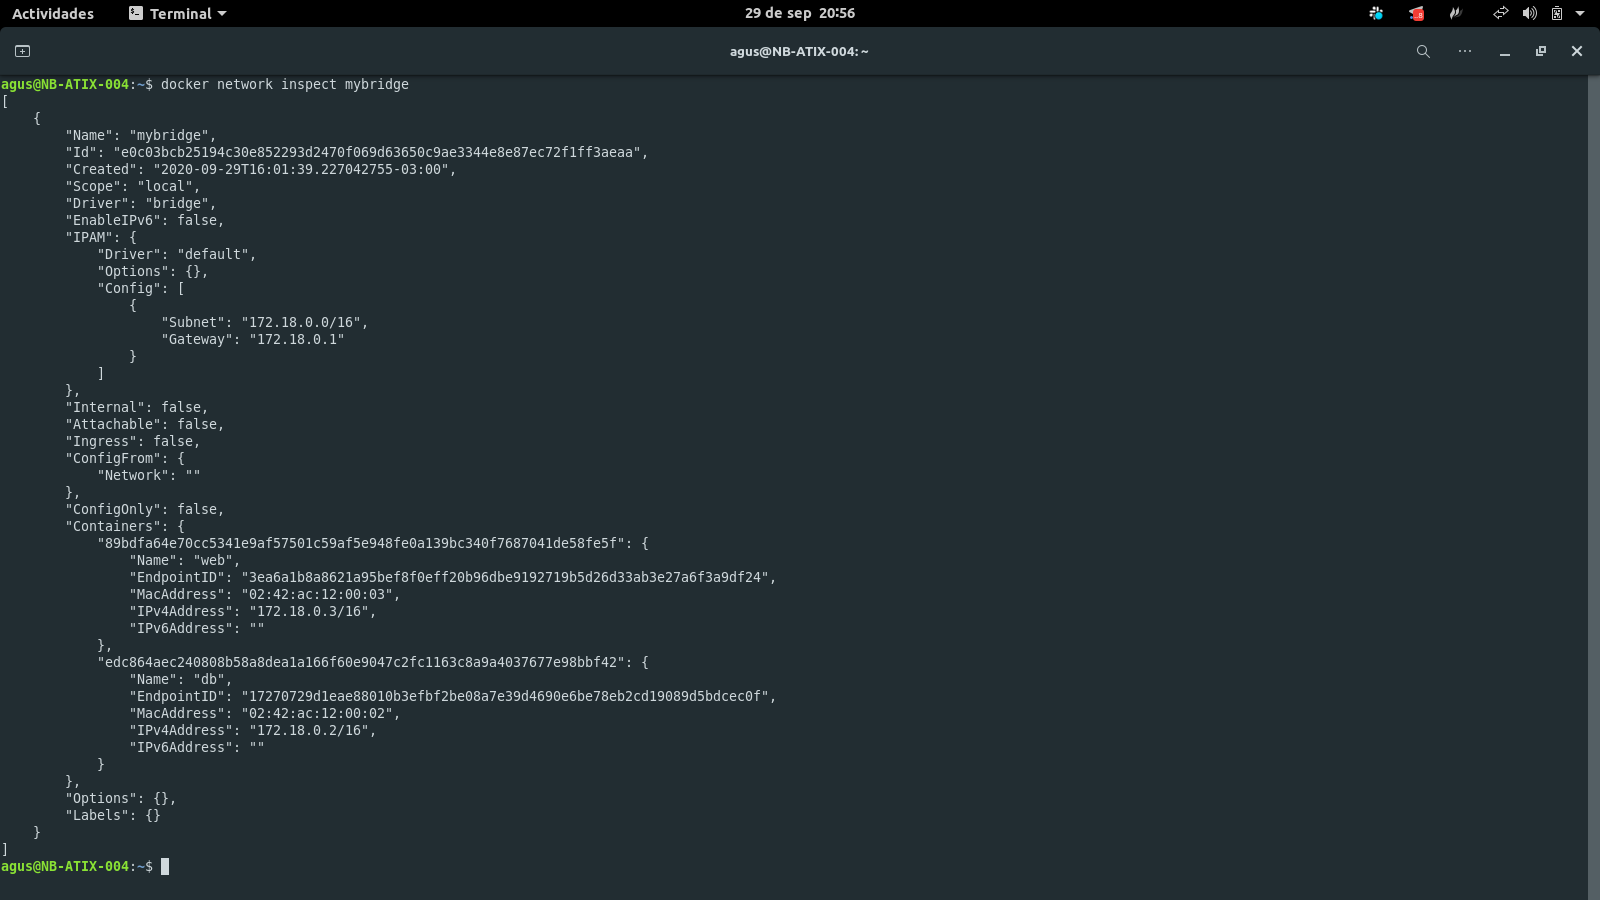 Actividades Terminal 29 de sep 20:56
agus@NB-ATIX-004: ~
agus@NB-ATIX-004:~$ docker network inspect mybridge
[
    {
        "Name": "mybridge",
        "Id": "e0c03bcb25194c30e852293d2470f069d63650c9ae3344e8e87ec72f1ff3aeaa",
        "Created": "2020-09-29T16:01:39.227042755-03:00",
        "Scope": "local",
        "Driver": "bridge",
        "EnableIPv6": false,
        "IPAM": {
            "Driver": "default",
            "Options": {},
            "Config": [
                {
                    "Subnet": "172.18.0.0/16",
                    "Gateway": "172.18.0.1"
                }
            ]
        },
        "Internal": false,
        "Attachable": false,
        "Ingress": false,
        "ConfigFrom": {
            "Network": ""
        },
        "ConfigOnly": false,
        "Containers": {
            "89bdfa64e70cc5341e9af57501c59af5e948fe0a139bc340f7687041de58fe5f": {
                "Name": "web",
                "EndpointID": "3ea6a1b8a8621a95bef8f0eff20b96dbe9192719b5d26d33ab3e27a6f3a9df24",
                "MacAddress": "02:42:ac:12:00:03",
                "IPv4Address": "172.18.0.3/16",
                "IPv6Address": ""
            },
            "edc864aec240808b58a8dea1a166f60e9047c2fc1163c8a9a4037677e98bbf42": {
                "Name": "db",
                "EndpointID": "17270729d1eae88010b3efbf2be08a7e39d4690e6be78eb2cd19089d5bdcec0f",
                "MacAddress": "02:42:ac:12:00:02",
                "IPv4Address": "172.18.0.2/16",
                "IPv6Address": ""
            }
        },
        "Options": {},
        "Labels": {}
    }
]
agus@NB-ATIX-004:~$